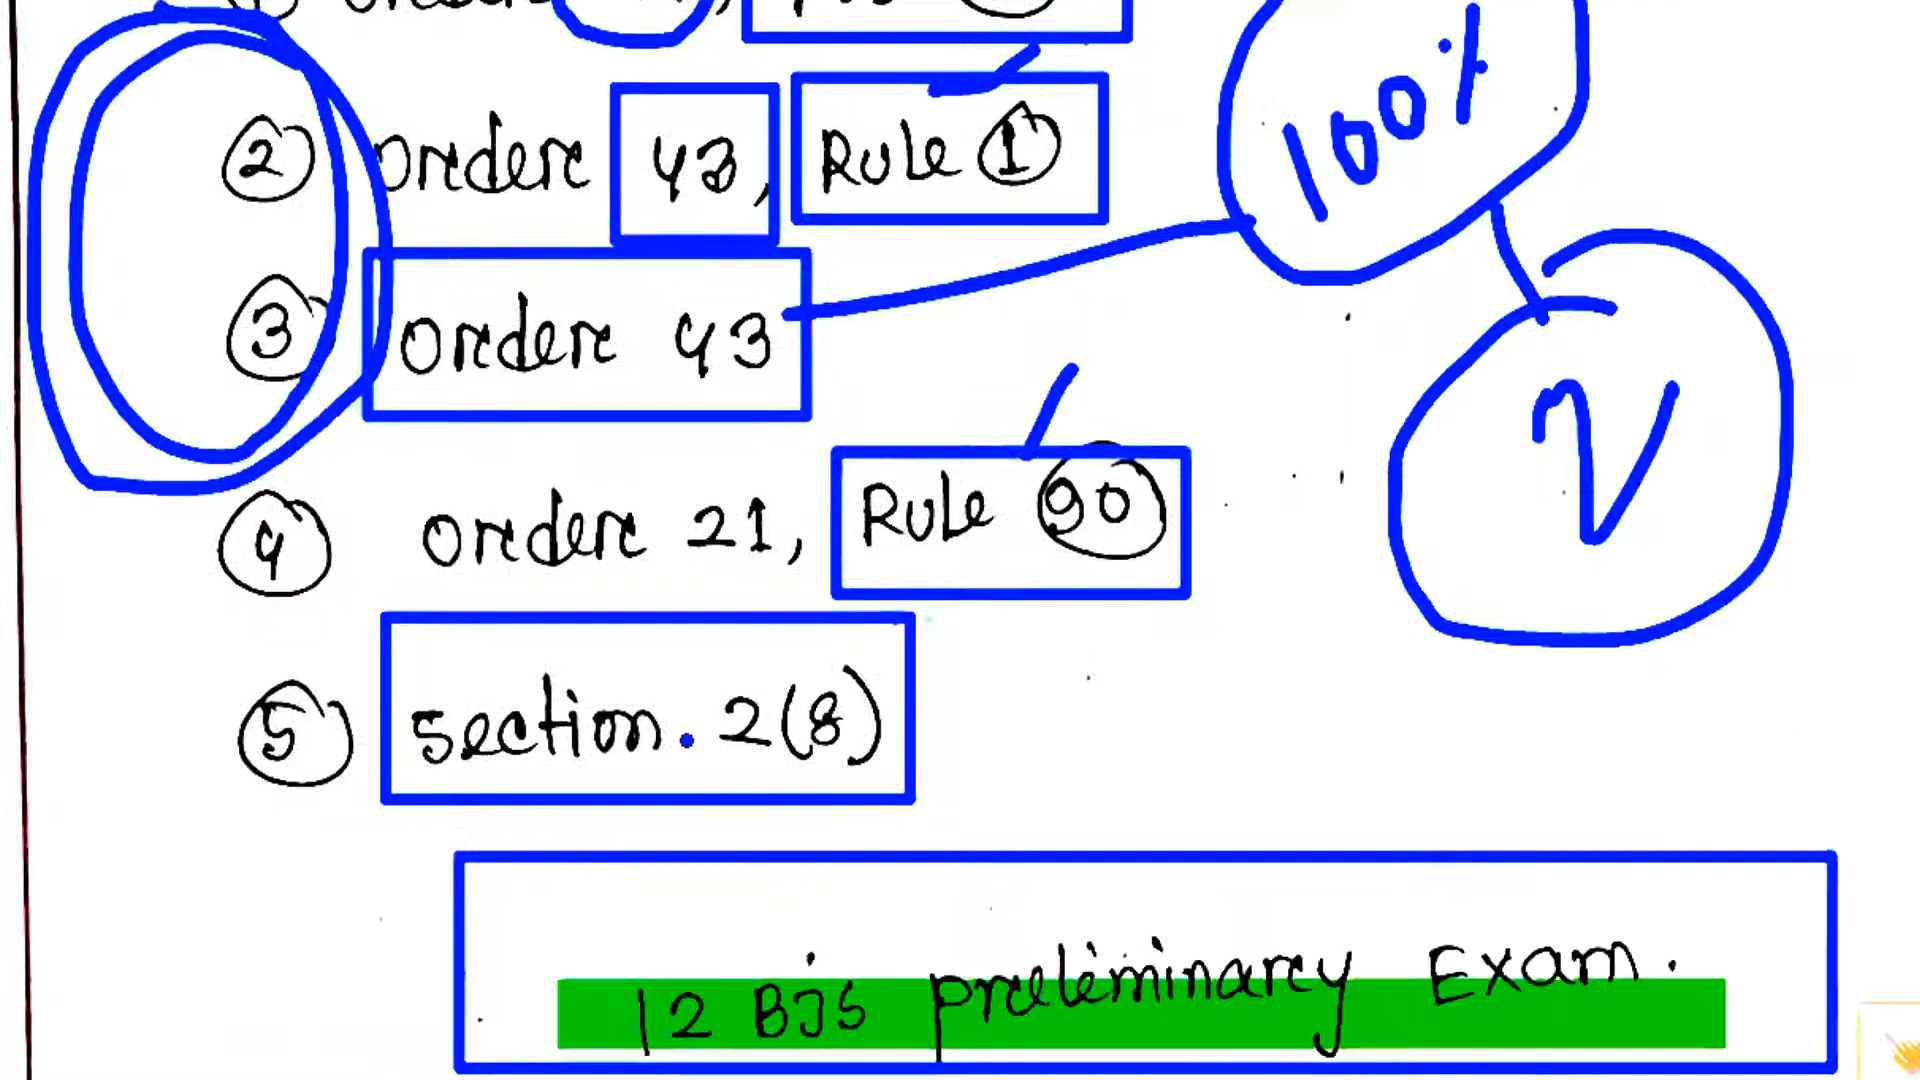 ② order 43, Rule ①
100%
③ order 43
④ order 21, Rule 90
⑤ section. 2(8)
12 BJS preliminary Exam.